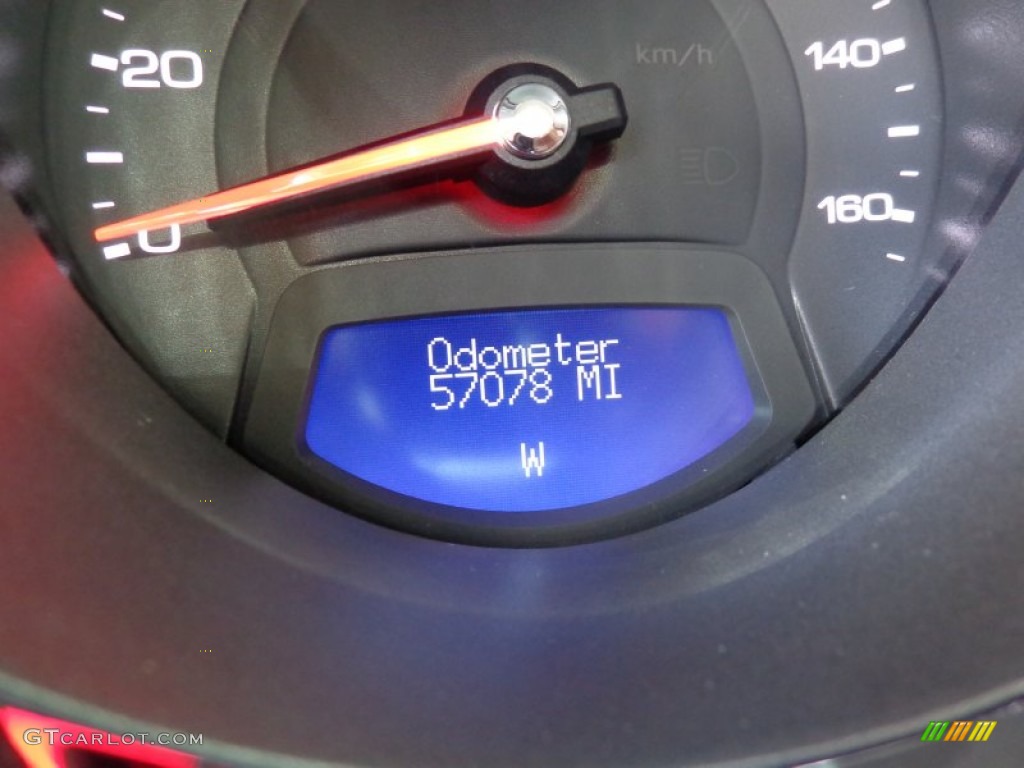 km/h
20
140
0
160
Odometer
57078 MI
W
GTCARLOT.COM